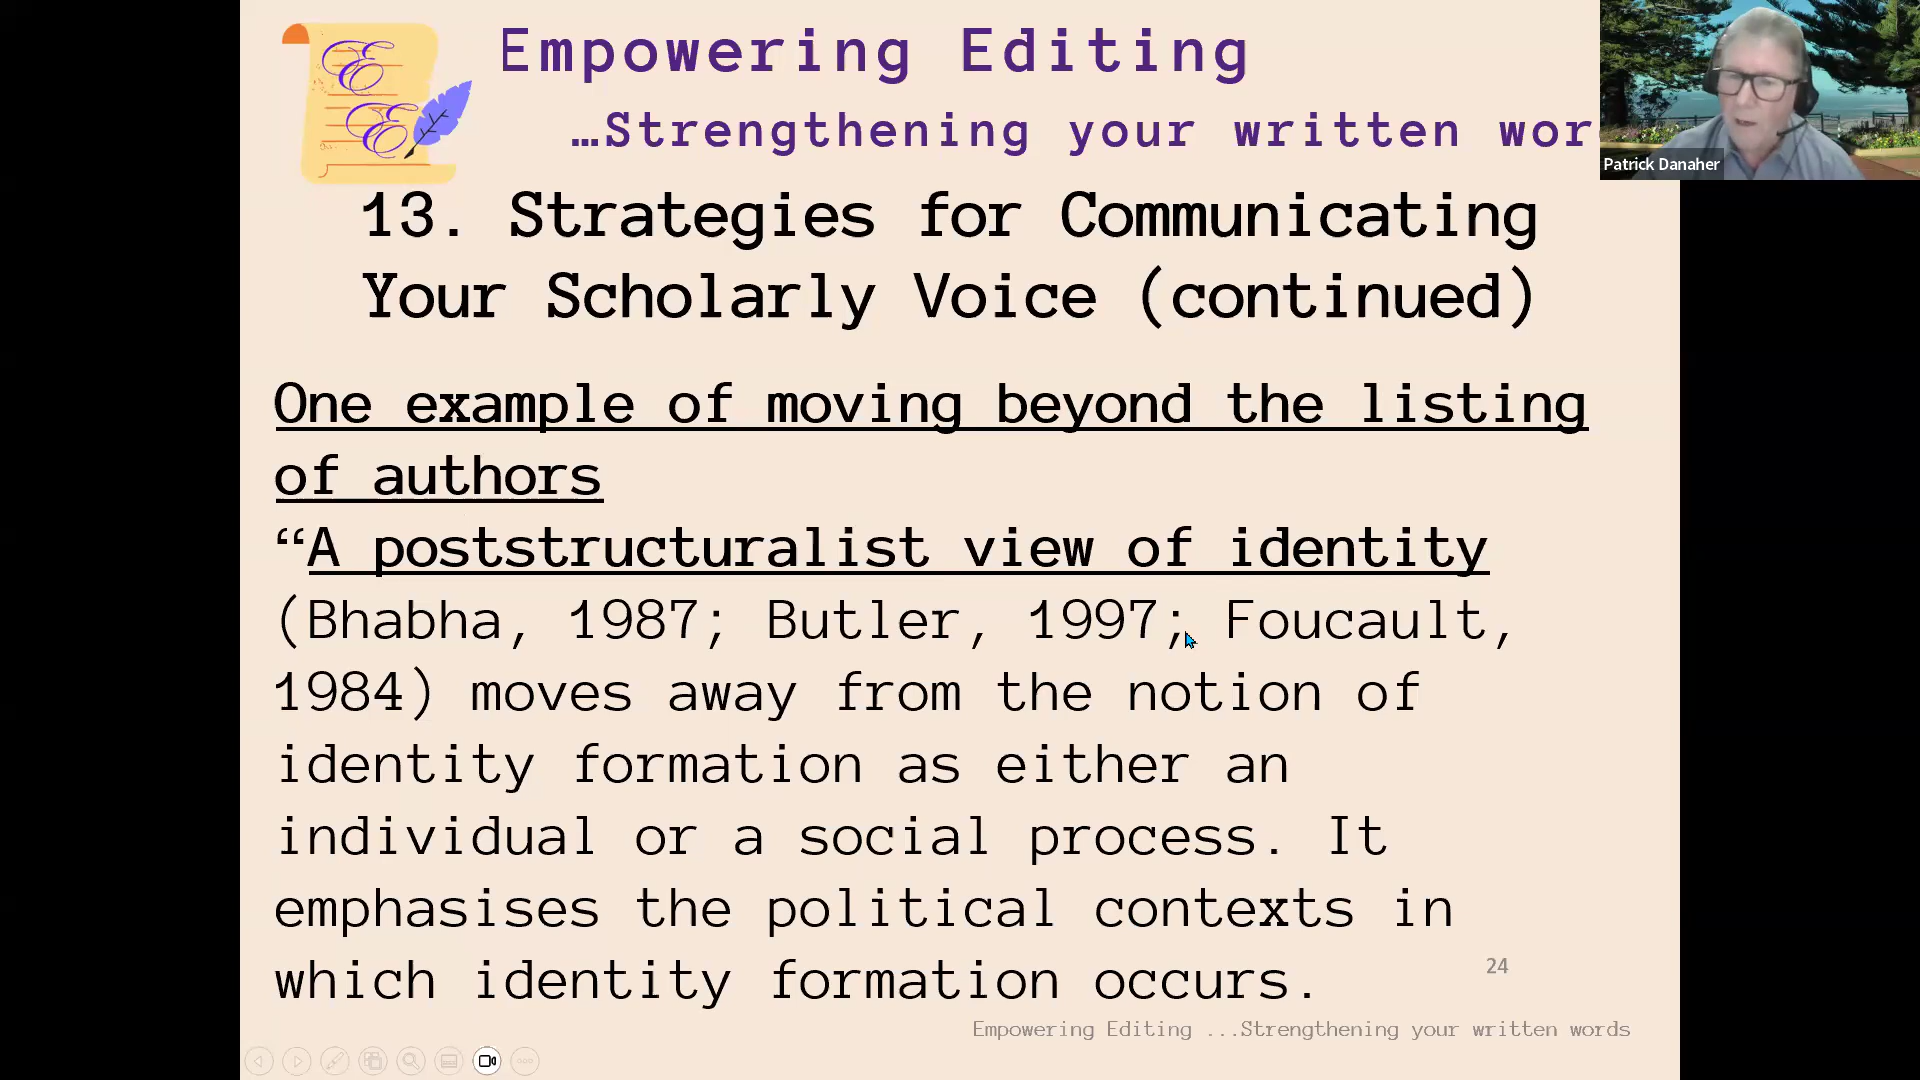 E
E
Empowering Editing
…Strengthening your written wor
Patrick Danaher
13. Strategies for Communicating
Your Scholarly Voice (continued)
One example of moving beyond the listing
of authors
“A poststructuralist view of identity
(Bhabha, 1987; Butler, 1997; Foucault,
1984) moves away from the notion of
identity formation as either an
individual or a social process. It
emphasises the political contexts in
which identity formation occurs.
24
Empowering Editing ...Strengthening your written words